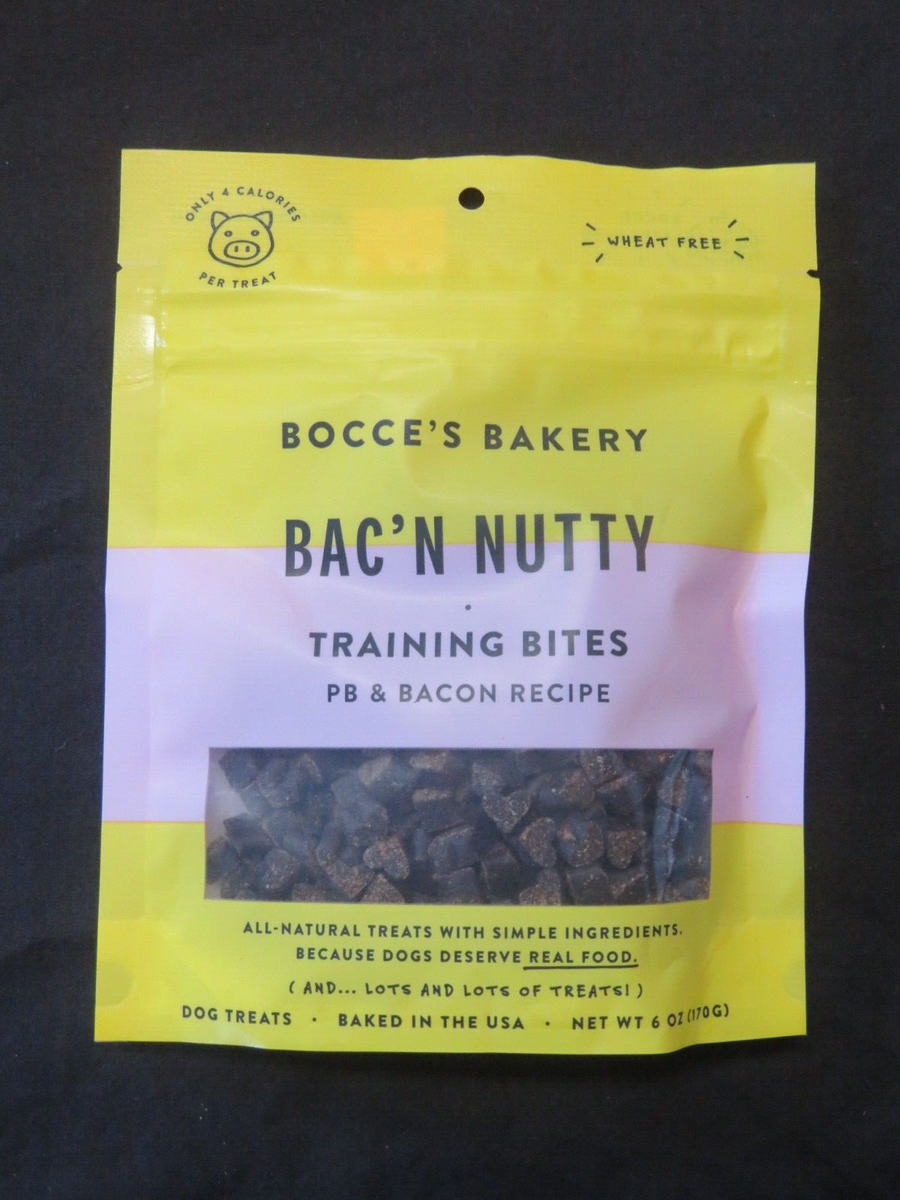 ONLY 4 CALORIES
PER TREAT
WHEAT FREE
BOCCE'S BAKERY
BAC'N NUTTY
•
TRAINING BITES
PB & BACON RECIPE
ALL-NATURAL TREATS WITH SIMPLE INGREDIENTS.
BECAUSE DOGS DESERVE REAL FOOD.
( AND... LOTS AND LOTS OF TREATS! )
DOG TREATS • BAKED IN THE USA • NET WT 6 OZ (170G)